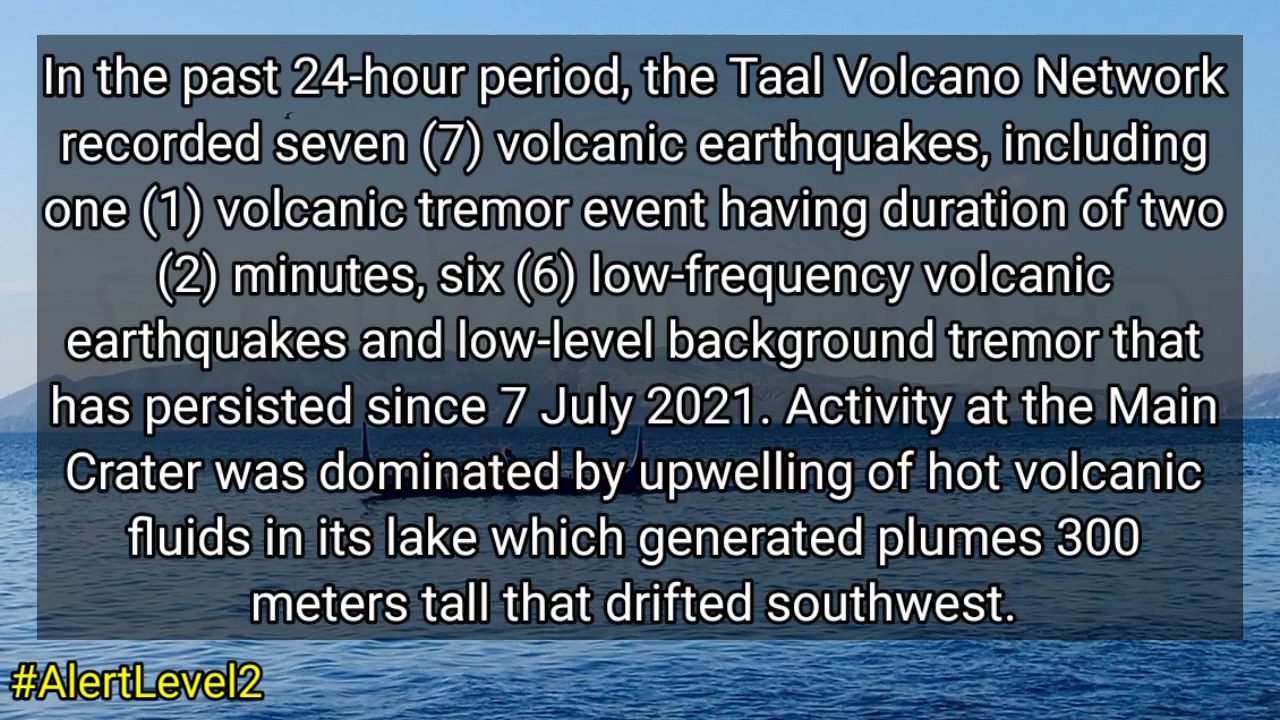 In the past 24-hour period, the Taal Volcano Network
recorded seven (7) volcanic earthquakes, including
one (1) volcanic tremor event having duration of two
(2) minutes, six (6) low-frequency volcanic
earthquakes and low-level background tremor that
has persisted since 7 July 2021. Activity at the Main
Crater was dominated by upwelling of hot volcanic
fluids in its lake which generated plumes 300
meters tall that drifted southwest.
#AlertLevel2